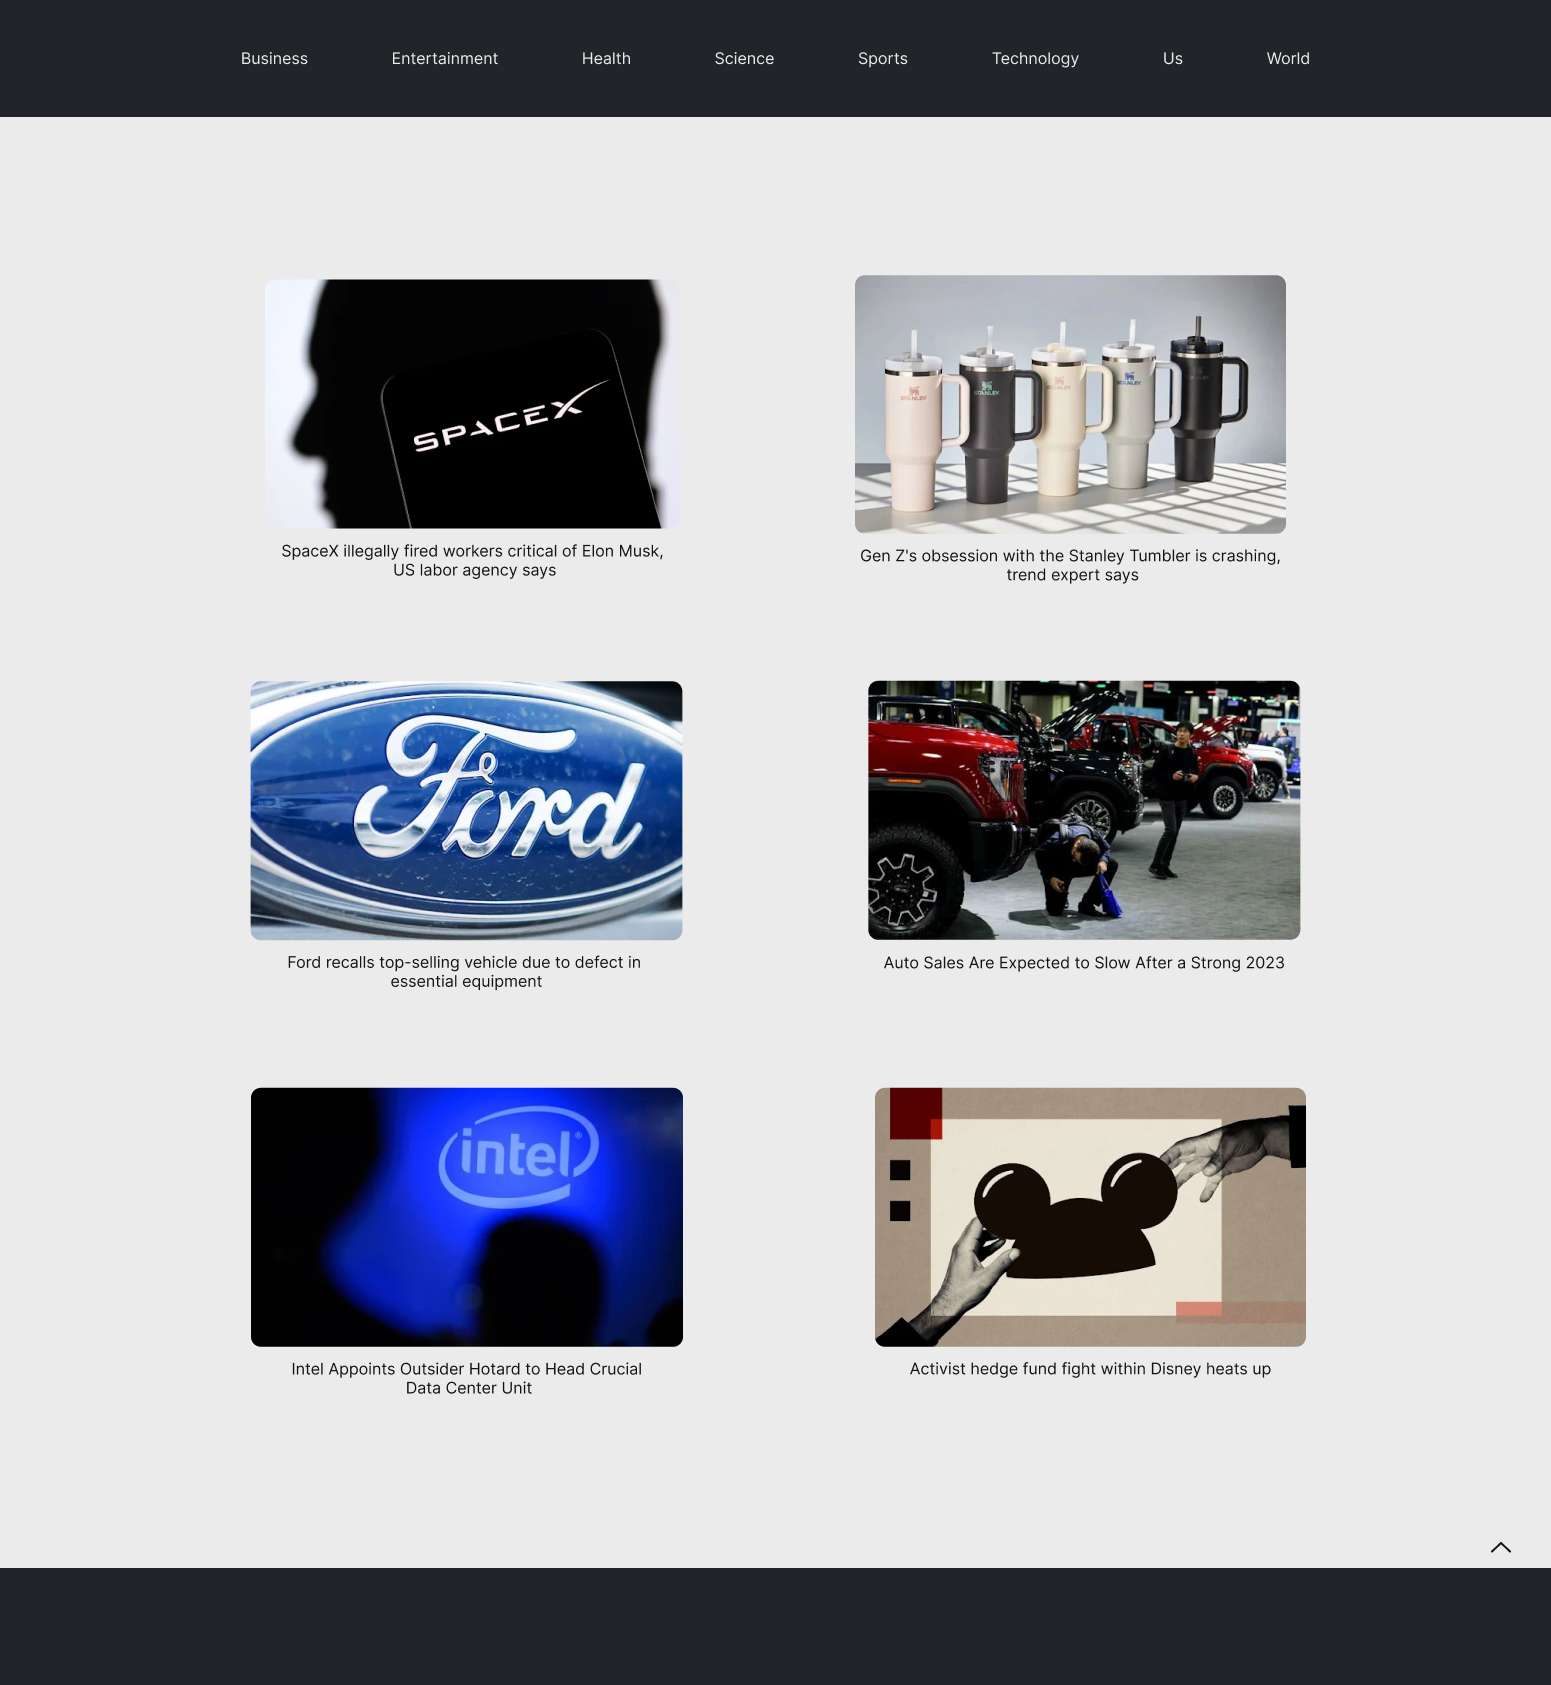 Business Entertainment Health Science Sports Technology Us World
SPACEX
STANLEY STANLEY STANLEY STANLEY
SpaceX illegally fired workers critical of Elon Musk,
US labor agency says
Gen Z's obsession with the Stanley Tumbler is crashing,
trend expert says
Ford
Ford recalls top-selling vehicle due to defect in
essential equipment
Auto Sales Are Expected to Slow After a Strong 2023
intel®
Intel Appoints Outsider Hotard to Head Crucial
Data Center Unit
Activist hedge fund fight within Disney heats up